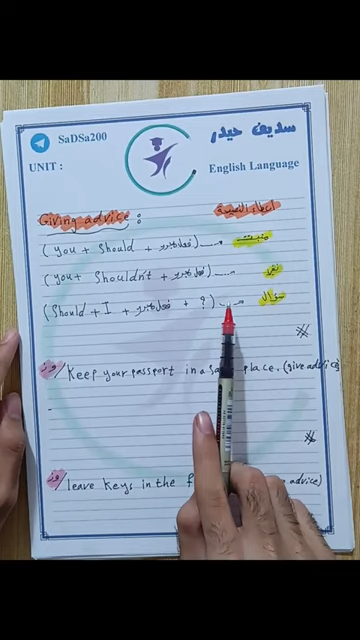 SaDSa200
سديف حيدر
UNIT :
English Language
Giving advice : إعطاء النصيحة
(you + should + فعل مجرد) مثبت
(you + Shouldn't + فعل مجرد) نفي
(Should + I + فعل مجرد + ?) سؤال
Keep your passport in a safe place. (give advice)
leave keys in the advice)